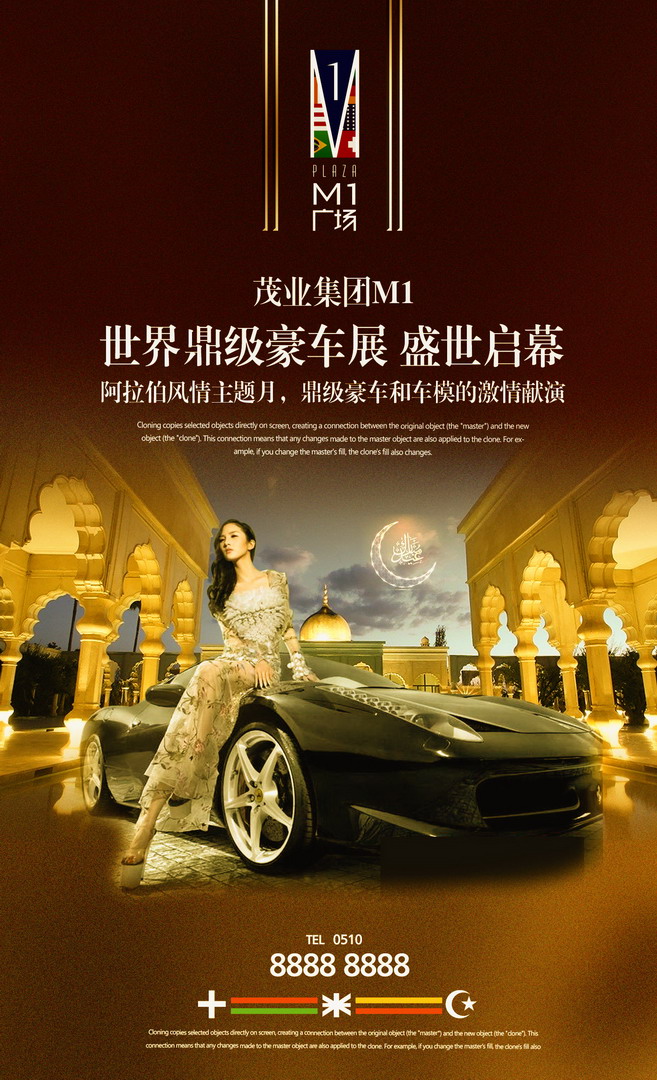 1
PLAZA
M1
广场
茂业集团M1
世界鼎级豪车展 盛世启幕
阿拉伯风情主题月，鼎级豪车和车模的激情献演
Cloning copies selected objects directly on screen, creating a connection between the original object (the "master") and the new
object (the "clone"). This connection means that any changes made to the master object are also applied to the clone. For ex-
ample, if you change the master's fill, the clone's fill also changes.
TEL 0510
8888 8888
Cloning copies selected objects directly on screen, creating a connection between the original object (the "master") and the new object (the "clone"). This
connection means that any changes made to the master object are also applied to the clone. For example, if you change the master's fill, the clone's fill also